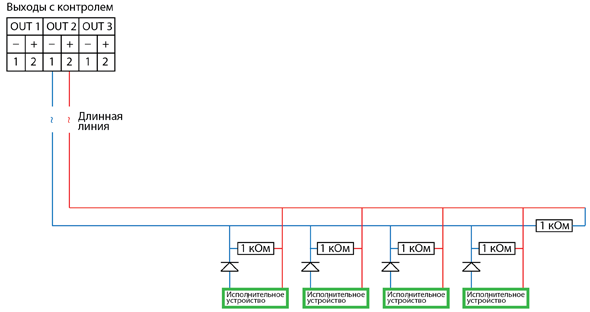 Выходы с контролем
OUT 1 OUT 2 OUT 3
− + − + − +
1 2 1 2 1 2
~ ~
Длинная
линия
1 кОм
1 кОм 1 кОм 1 кОм 1 кОм
Исполнительное Исполнительное Исполнительное Исполнительное
устройство устройство устройство устройство